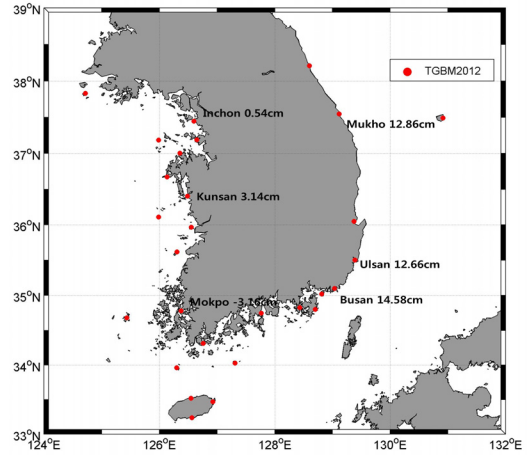 39°N
38°N
37°N
36°N
35°N
34°N
33°N
124°E
126°E
128°E
130°E
132°E
TGBM2012
Inchon 0.54cm
Mukho 12.86cm
Kunsan 3.14cm
Ulsan 12.66cm
Mokpo -3.16cm
Busan 14.58cm